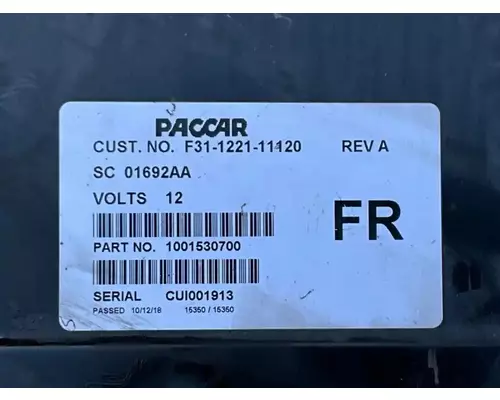 PACCAR
CUST. NO. F31-1221-11120 REV A
SC 01692AA
VOLTS 12
FR
PART NO. 1001530700
SERIAL CUI001913
PASSED 10/12/18 15350 / 15350